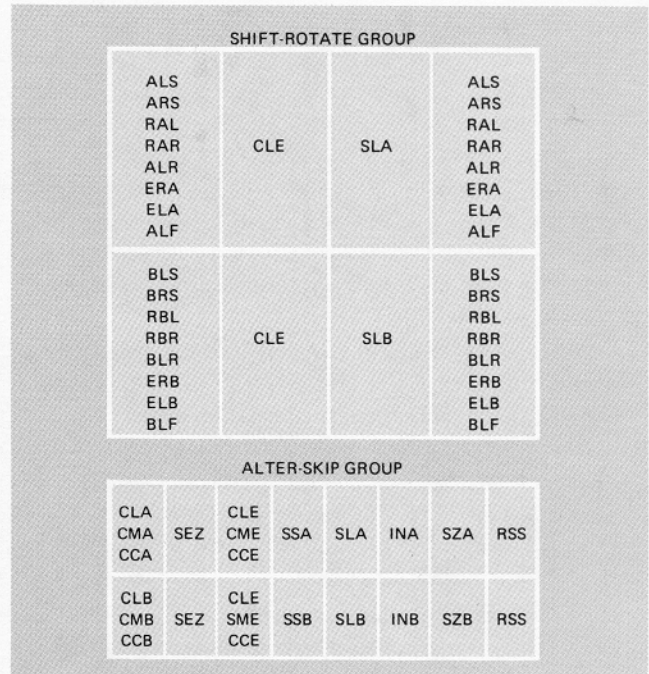 SHIFT-ROTATE GROUP
ALS ALS
ARS ARS
RAL RAL
RAR CLE SLA RAR
ALR ALR
ERA ERA
ELA ELA
ALF ALF
BLS BLS
BRS BRS
RBL RBL
RBR CLE SLB RBR
BLR BLR
ERB ERB
ELB ELB
BLF BLF
ALTER-SKIP GROUP
CLA CLE
CMA SEZ CME SSA SLA INA SZA RSS
CCA CCE
CLB CLE
CMB SEZ SME SSB SLB INB SZB RSS
CCB CCE